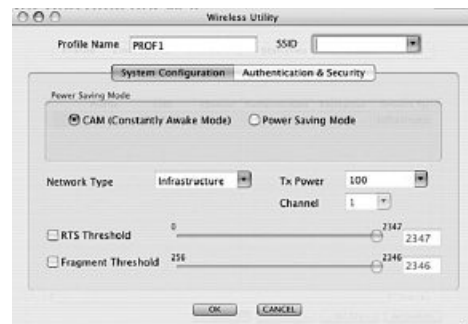 Wireless Utility
Profile Name PROF1 SSID
System Configuration Authentication & Security
Power Saving Mode
CAM (Constantly Awake Mode) Power Saving Mode
Network Type Infrastructure Tx Power 100
Channel 1
RTS Threshold 0 2347 2347
Fragment Threshold 256 2346 2346
OK CANCEL